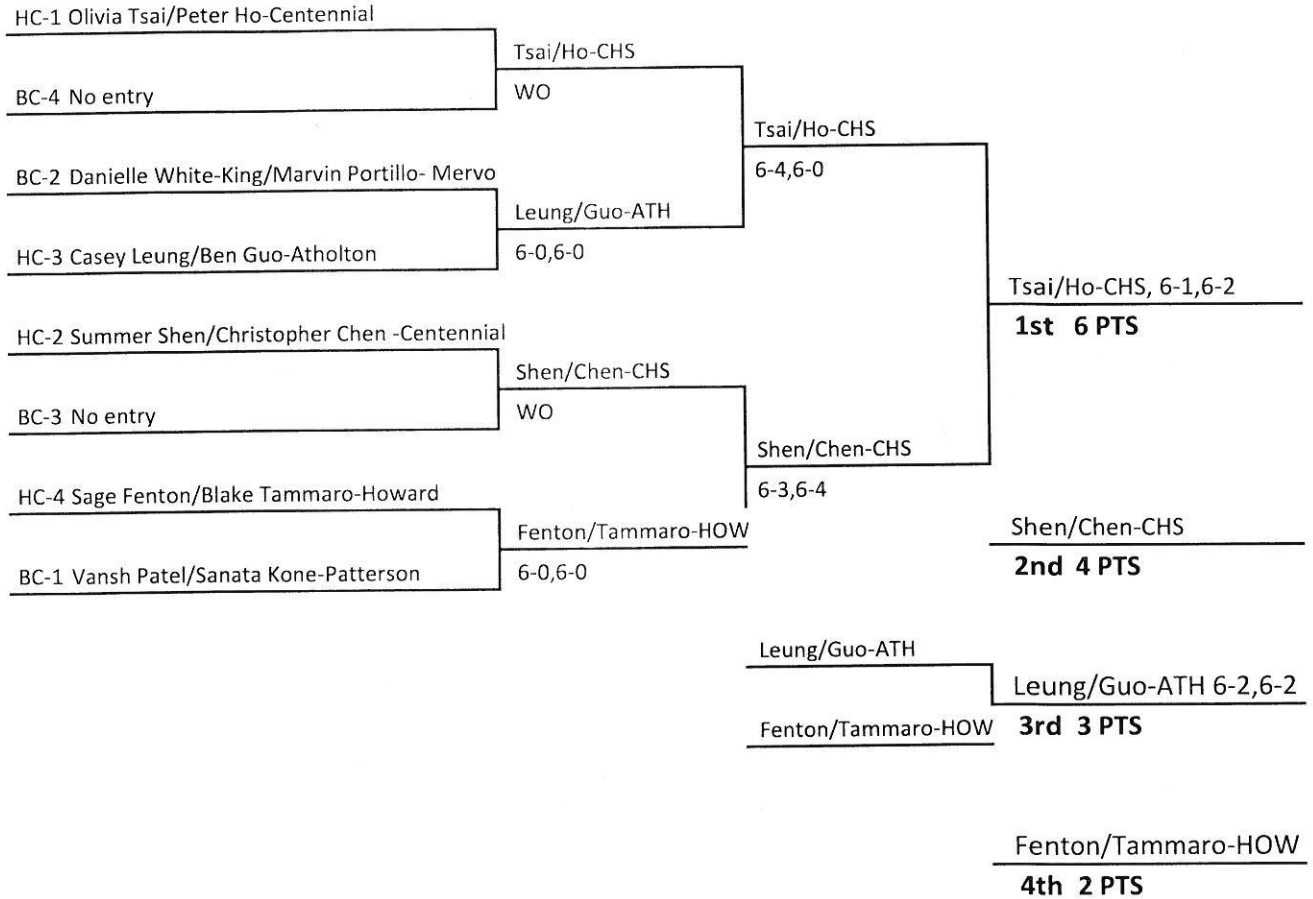 HC-1 Olivia Tsai/Peter Ho-Centennial
Tsai/Ho-CHS
BC-4 No entry
WO
Tsai/Ho-CHS
6-4,6-0
BC-2 Danielle White-King/Marvin Portillo- Mervo
Leung/Guo-ATH
HC-3 Casey Leung/Ben Guo-Atholton
6-0,6-0
Tsai/Ho-CHS, 6-1,6-2
1st 6 PTS
HC-2 Summer Shen/Christopher Chen -Centennial
Shen/Chen-CHS
BC-3 No entry
WO
Shen/Chen-CHS
6-3,6-4
HC-4 Sage Fenton/Blake Tammaro-Howard
Fenton/Tammaro-HOW
BC-1 Vansh Patel/Sanata Kone-Patterson
6-0,6-0
Shen/Chen-CHS
2nd 4 PTS
Leung/Guo-ATH
Leung/Guo-ATH 6-2,6-2
Fenton/Tammaro-HOW
3rd 3 PTS
Fenton/Tammaro-HOW
4th 2 PTS